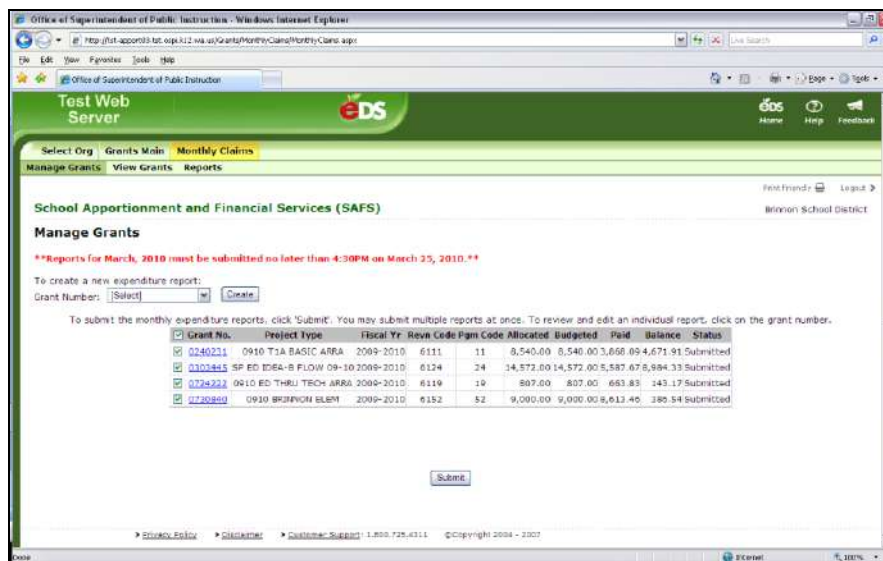 Office of Superintendent of Public Instruction - Windows Internet Explorer
Live Search
File Edit View Favorites Tools Help
Office of Superintendent of Public Instruction
Page Tools
Test Web
Server
eDS
eDS
Home Help Feedback
Select Org Grants Main Monthly Claims
Manage Grants View Grants Reports
Print Friendly Logout
School Apportionment and Financial Services (SAFS)
Brinnon School District
Manage Grants
**Reports for March, 2010 must be submitted no later than 4:30PM on March 25, 2010.**
To create a new expenditure report:
Grant Number: [Select] Create
To submit the monthly expenditure reports, click 'Submit'. You may submit multiple reports at once. To review and edit an individual report, click on the grant number.
Grant No. Project Type Fiscal Yr Revn Code Pgm Code Allocated Budgeted Paid Balance Status
0240231 0910 T1A BASIC ARRA 2009-2010 6111 11 8,540.00 8,540.00 3,868.09 4,671.91 Submitted
0303445 SP ED IDEA-B FLOW 09-10 2009-2010 6124 24 14,572.00 14,572.00 5,587.67 8,984.33 Submitted
0724222 0910 ED THRU TECH ARRA 2009-2010 6119 19 807.00 807.00 663.83 143.17 Submitted
0730840 0910 BRINNON ELEM 2009-2010 6152 52 9,000.00 9,000.00 8,613.46 386.54 Submitted
Submit
Privacy Policy Disclaimer Customer Support: 1.800.725.4311 ©Copyright 2004 - 2007
Done Internet 100%